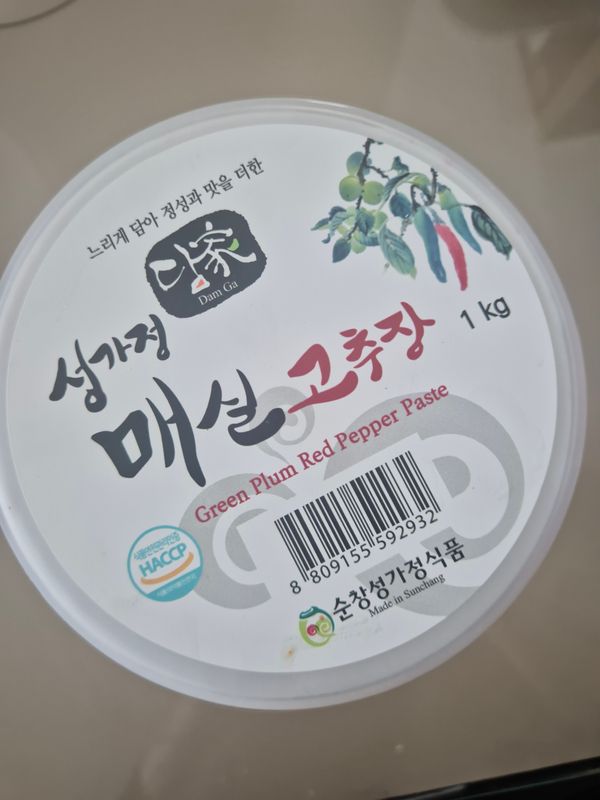 느리게 담아 정성과 맛을 더한
담家
Dam Ga
성가정
매실 고추장
1 kg
Green Plum Red Pepper Paste
HACCP
8 809155 592932
순창성가정식품
Made in Sunchang